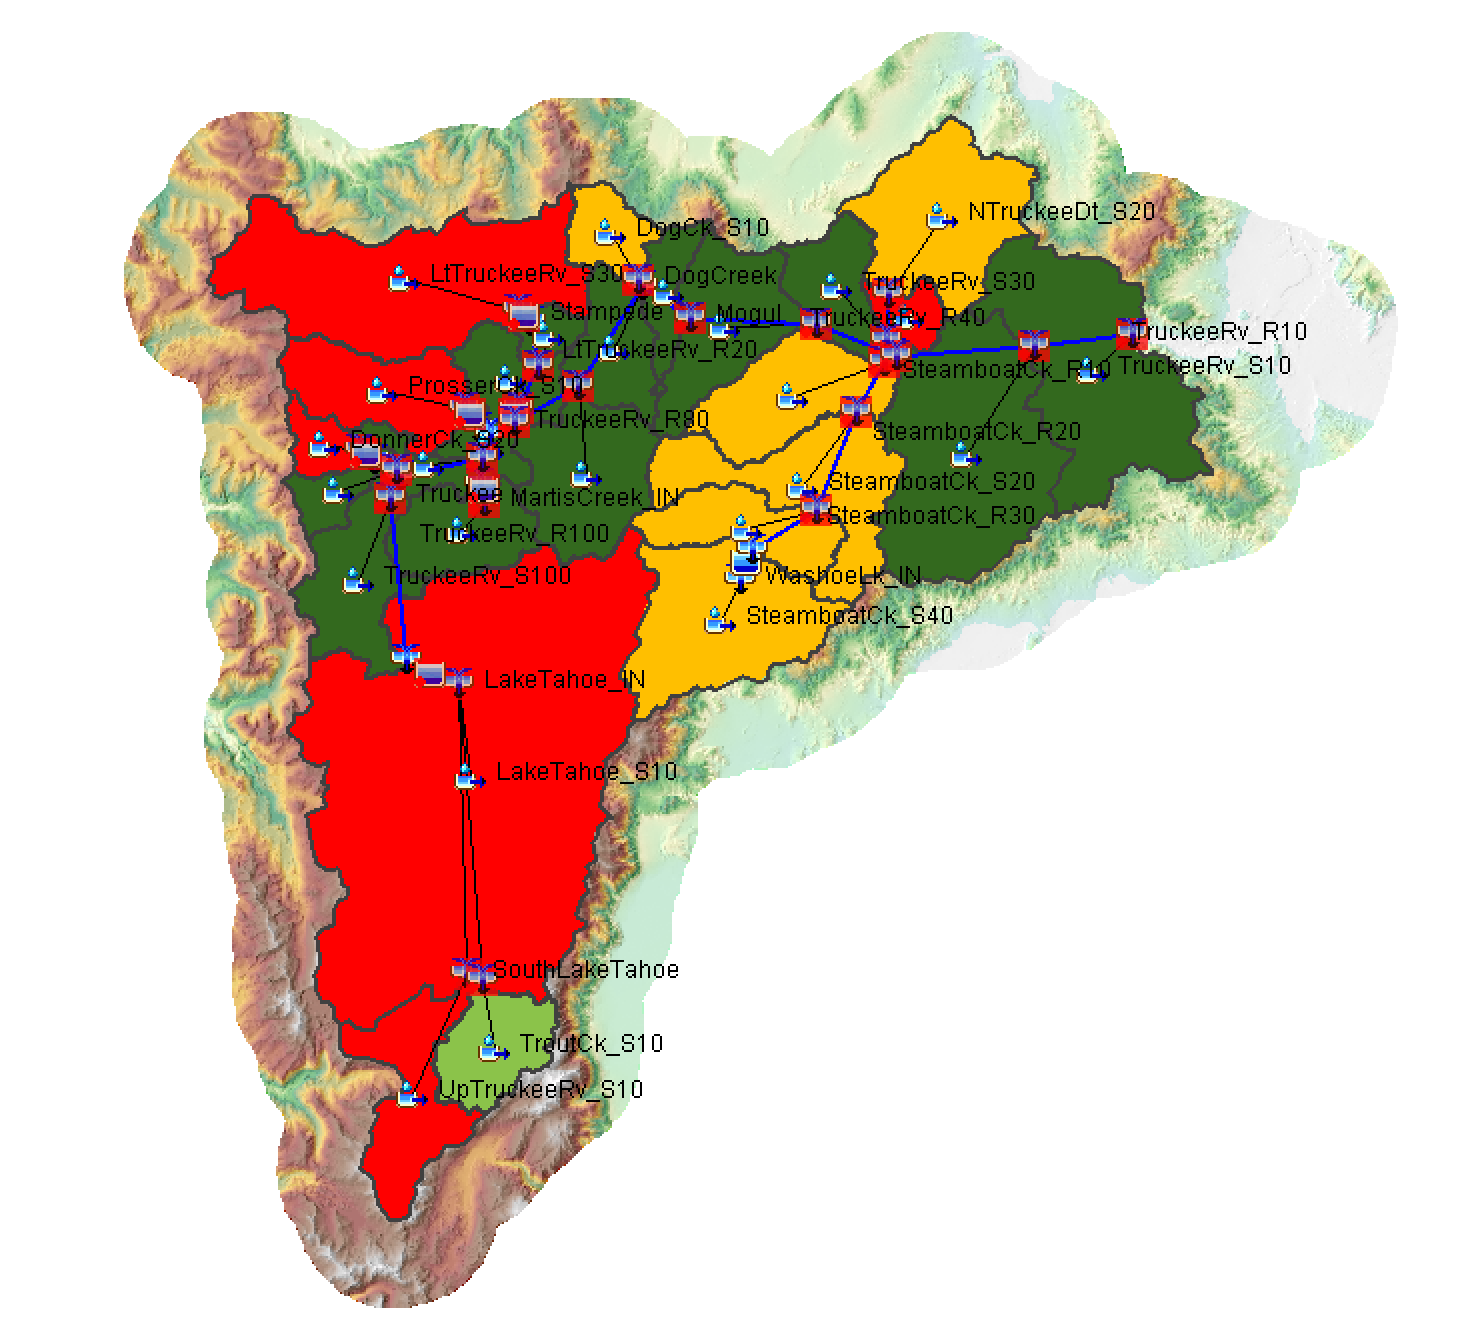 NTruckeeDt_S20
DogCk_S10
LtTruckeeRv_S30
DogCreek
TruckeeRv_S30
Stampede
Mogul
TruckeeRv_R40
TruckeeRv_R10
LtTruckeeRv_R20
SteamboatCk_R10
TruckeeRv_S10
ProsserCk_S10
TruckeeRv_R80
SteamboatCk_R20
DonnerCk_S20
SteamboatCk_S20
Truckee
MartisCreek_IN
SteamboatCk_R30
TruckeeRv_R100
TruckeeRv_S100
WashoeLk_IN
SteamboatCk_S40
LakeTahoe_IN
LakeTahoe_S10
SouthLakeTahoe
TroutCk_S10
UpTruckeeRv_S10